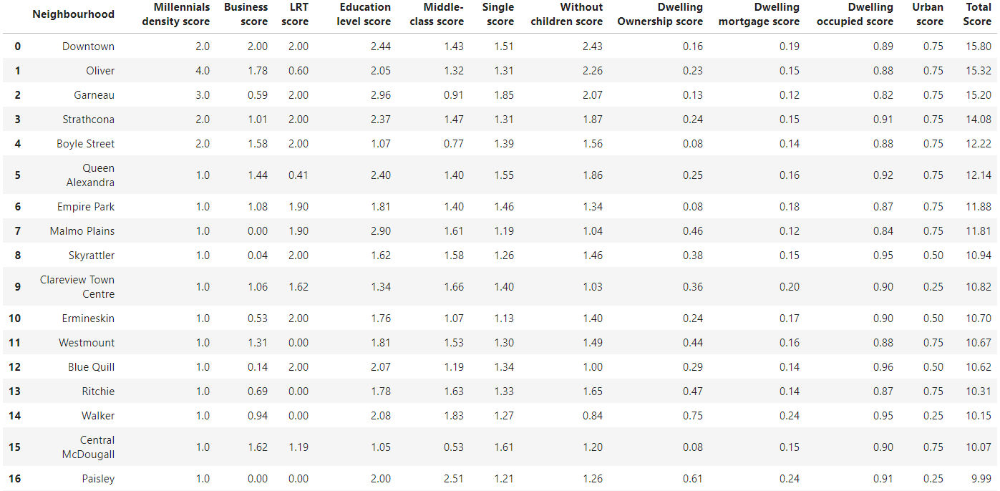 Neighbourhood Millennials density score Business score LRT score Education level score Middle-class score Single score Without children score Dwelling Ownership score Dwelling mortgage score Dwelling occupied score Urban score Total Score
0 Downtown 2.0 2.00 2.00 2.44 1.43 1.51 2.43 0.16 0.19 0.89 0.75 15.80
1 Oliver 4.0 1.78 0.60 2.05 1.32 1.31 2.26 0.23 0.15 0.88 0.75 15.32
2 Garneau 3.0 0.59 2.00 2.96 0.91 1.85 2.07 0.13 0.12 0.82 0.75 15.20
3 Strathcona 2.0 1.01 2.00 2.37 1.47 1.31 1.87 0.24 0.15 0.91 0.75 14.08
4 Boyle Street 2.0 1.58 2.00 1.07 0.77 1.39 1.56 0.08 0.14 0.88 0.75 12.22
5 Queen Alexandra 1.0 1.44 0.41 2.40 1.40 1.55 1.86 0.25 0.16 0.92 0.75 12.14
6 Empire Park 1.0 1.08 1.90 1.81 1.40 1.46 1.34 0.08 0.18 0.87 0.75 11.88
7 Malmo Plains 1.0 0.00 1.90 2.90 1.61 1.19 1.04 0.46 0.12 0.84 0.75 11.81
8 Skyrattler 1.0 0.04 2.00 1.62 1.58 1.26 1.46 0.38 0.15 0.95 0.50 10.94
9 Clareview Town Centre 1.0 1.06 1.62 1.34 1.66 1.40 1.03 0.36 0.20 0.90 0.25 10.82
10 Ermineskin 1.0 0.53 2.00 1.76 1.07 1.13 1.40 0.24 0.17 0.90 0.50 10.70
11 Westmount 1.0 1.31 0.00 1.81 1.53 1.30 1.49 0.44 0.16 0.88 0.75 10.67
12 Blue Quill 1.0 0.14 2.00 2.07 1.19 1.34 1.00 0.29 0.14 0.96 0.50 10.62
13 Ritchie 1.0 0.69 0.00 1.78 1.63 1.33 1.65 0.47 0.14 0.87 0.75 10.31
14 Walker 1.0 0.94 0.00 2.08 1.83 1.27 0.84 0.75 0.24 0.95 0.25 10.15
15 Central McDougall 1.0 1.62 1.19 1.05 0.53 1.61 1.20 0.08 0.15 0.90 0.75 10.07
16 Paisley 1.0 0.00 0.00 2.00 2.51 1.21 1.26 0.61 0.24 0.91 0.25 9.99